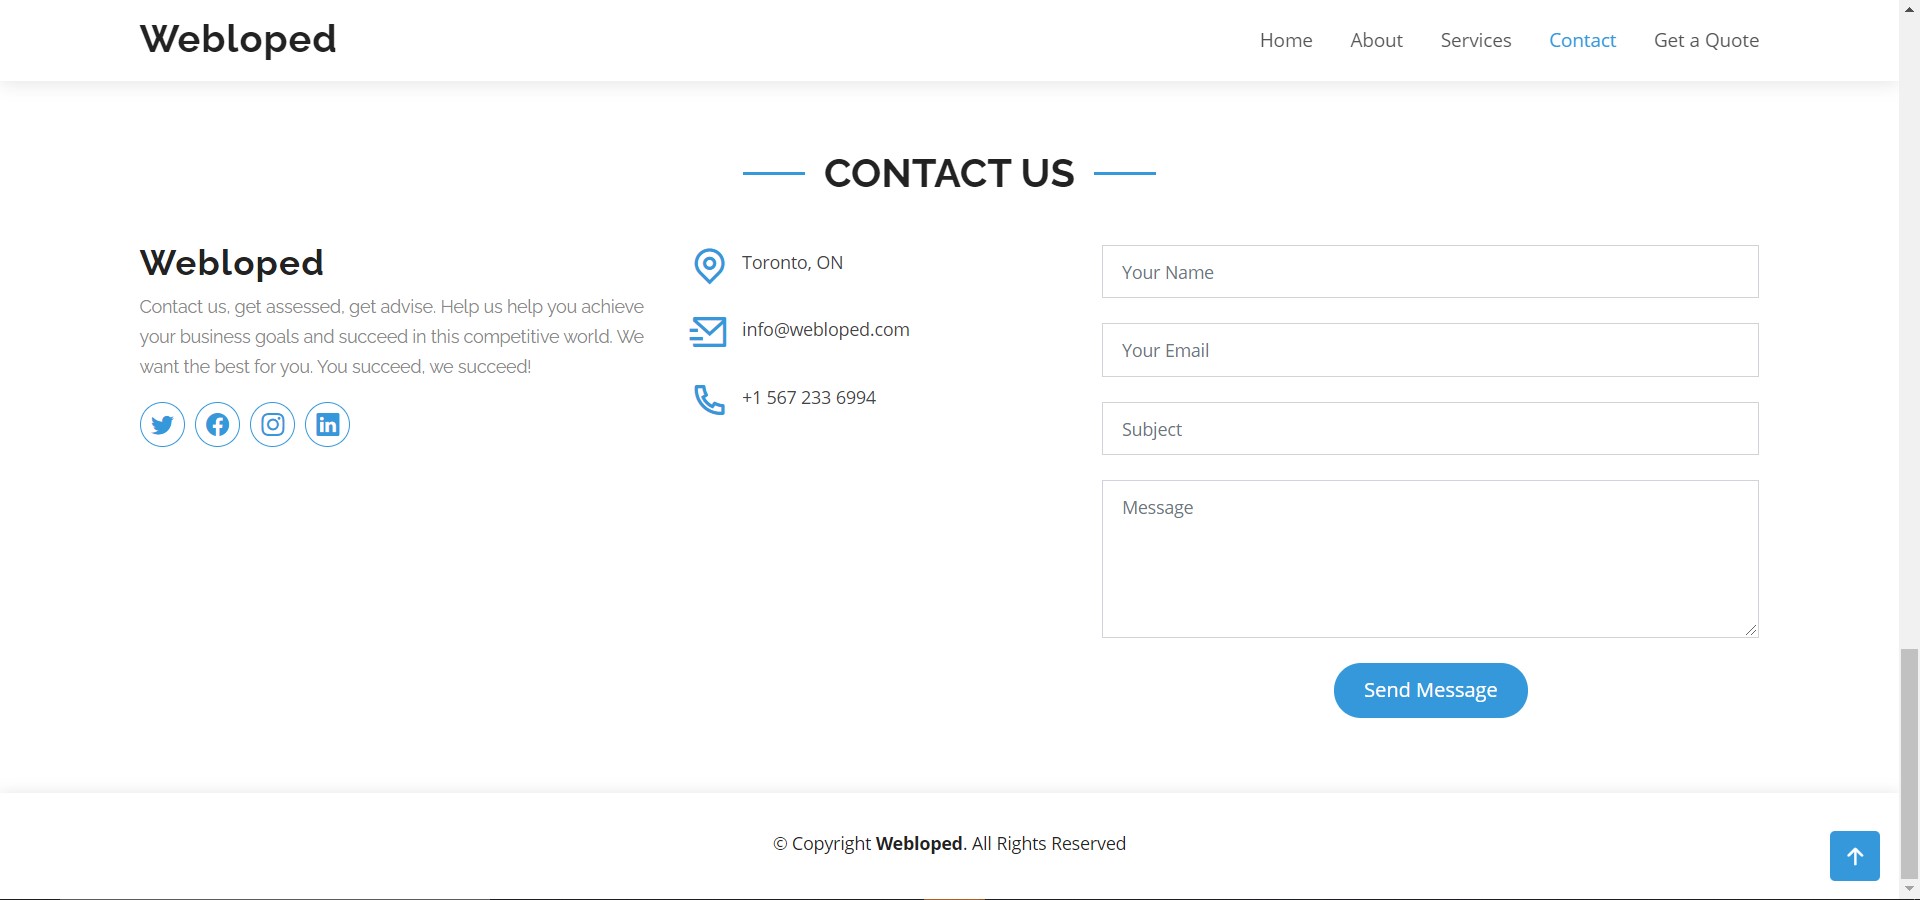 Webloped
Home About Services Contact Get a Quote
CONTACT US
Webloped
Contact us, get assessed, get advise. Help us help you achieve
your business goals and succeed in this competitive world. We
want the best for you. You succeed, we succeed!
Toronto, ON
info@webloped.com
+1 567 233 6994
Your Name
Your Email
Subject
Message
Send Message
© Copyright Webloped. All Rights Reserved